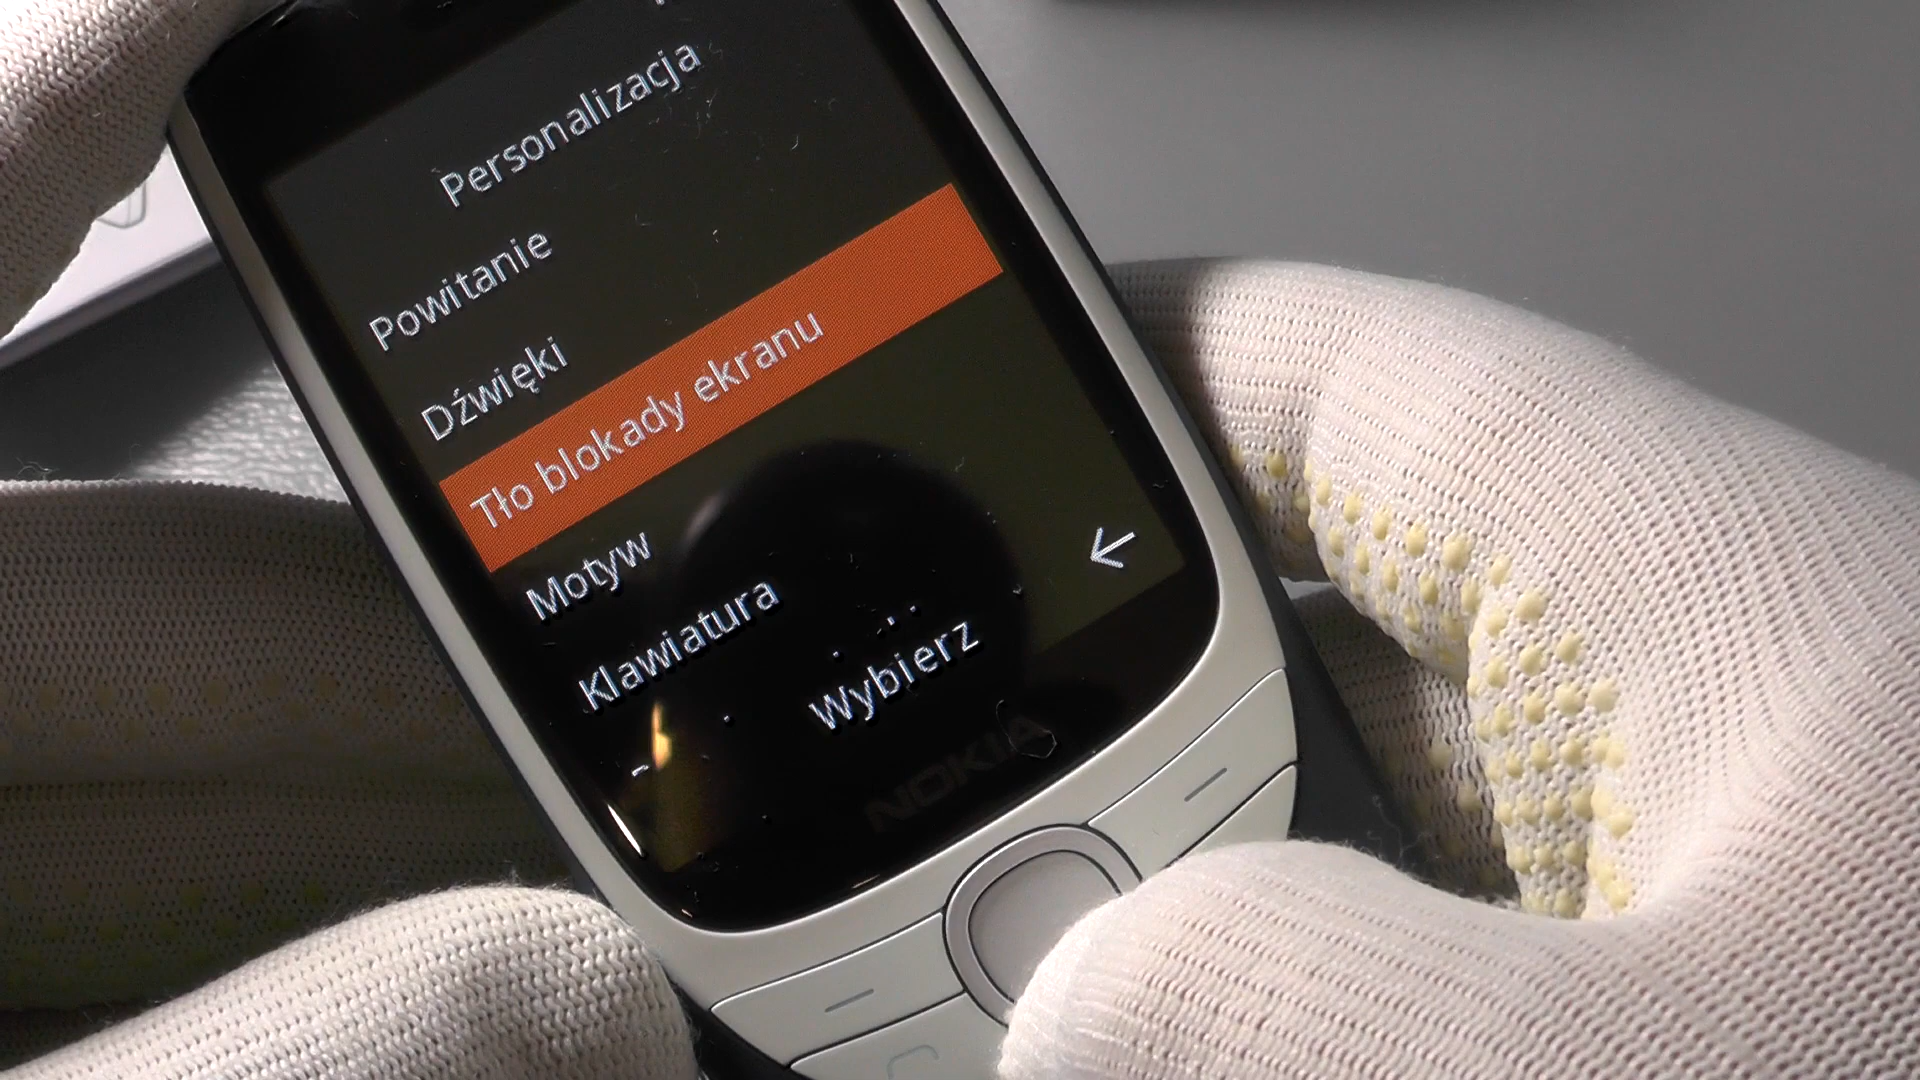 Personalizacja
Powitanie
Dźwięki
Tło blokady ekranu
Motyw
Klawiatura
Wybierz
NOKIA